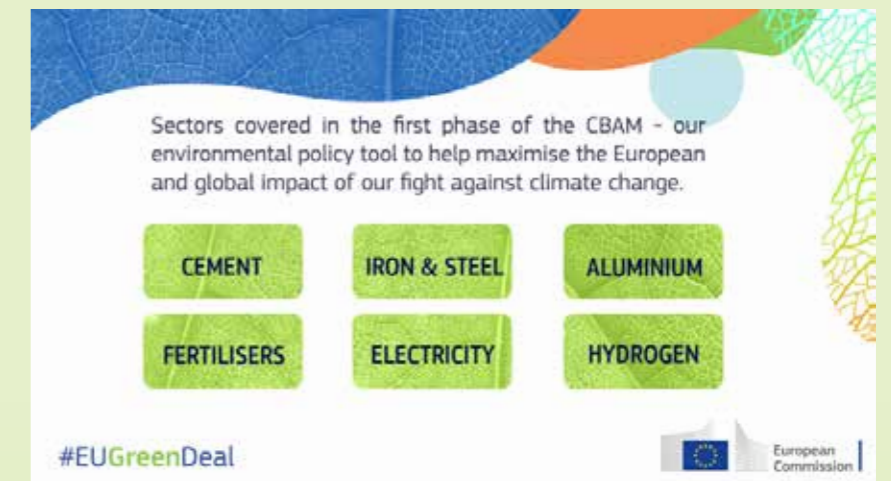 Sectors covered in the first phase of the CBAM - our
environmental policy tool to help maximise the European
and global impact of our fight against climate change.
CEMENT
IRON & STEEL
ALUMINIUM
FERTILISERS
ELECTRICITY
HYDROGEN
#EUGreenDeal
European
Commission